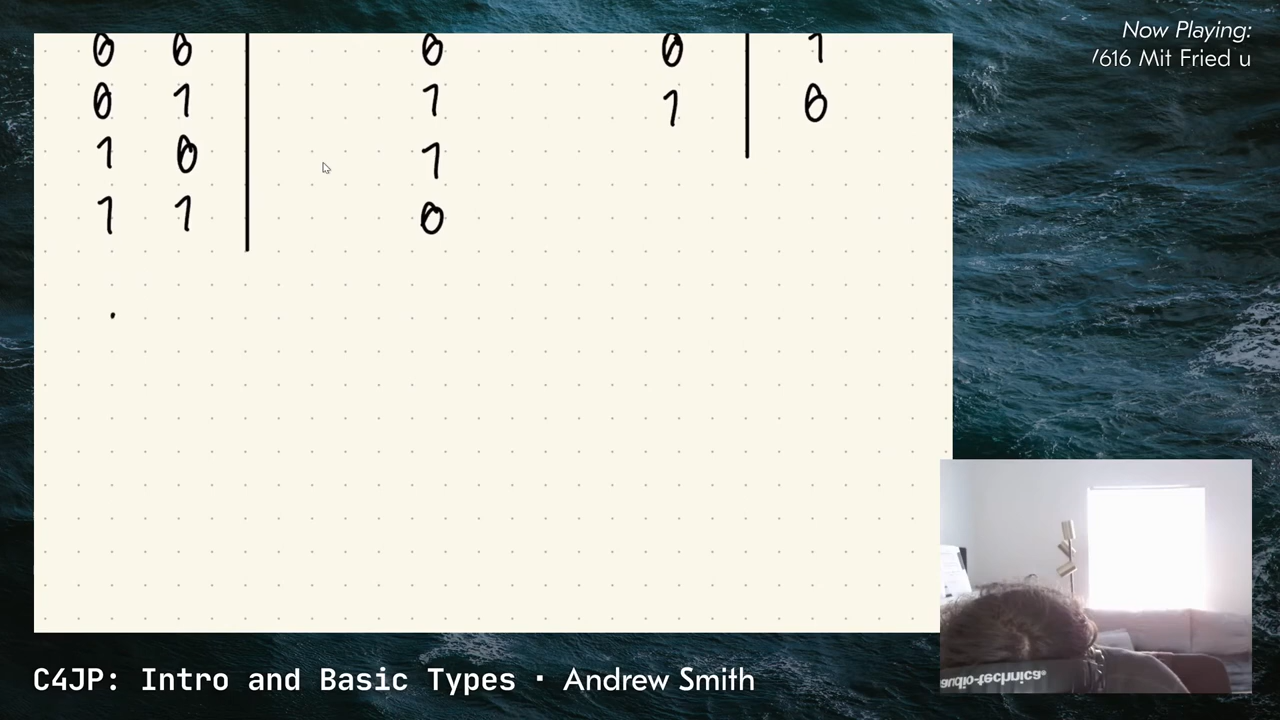 Now Playing:
616 Mit Fried u
0 0 | 0
0 1 | 1
1 0 | 1
1 1 | 0
0 | 1
1 | 0
C4JP: Intro and Basic Types · Andrew Smith
audio-technica®